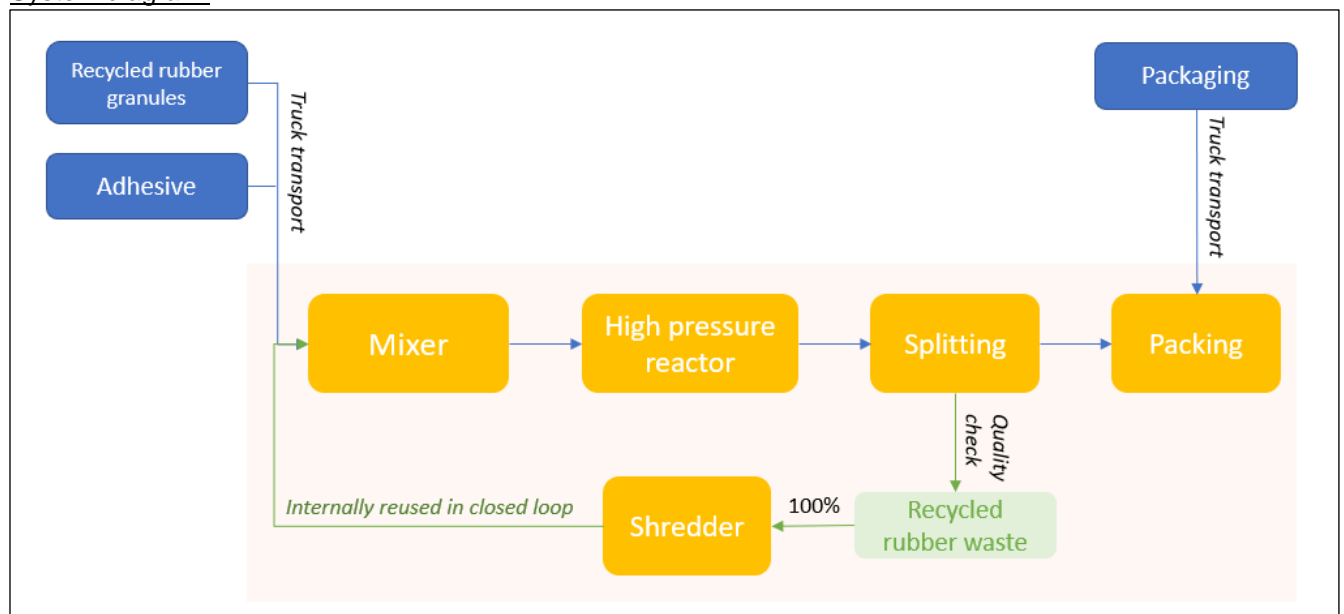 Recycled rubber
granules
Adhesive
Truck transport
Packaging
Truck transport
Mixer
High pressure
reactor
Splitting
Packing
Quality
check
Internally reused in closed loop
Shredder
100%
Recycled
rubber waste